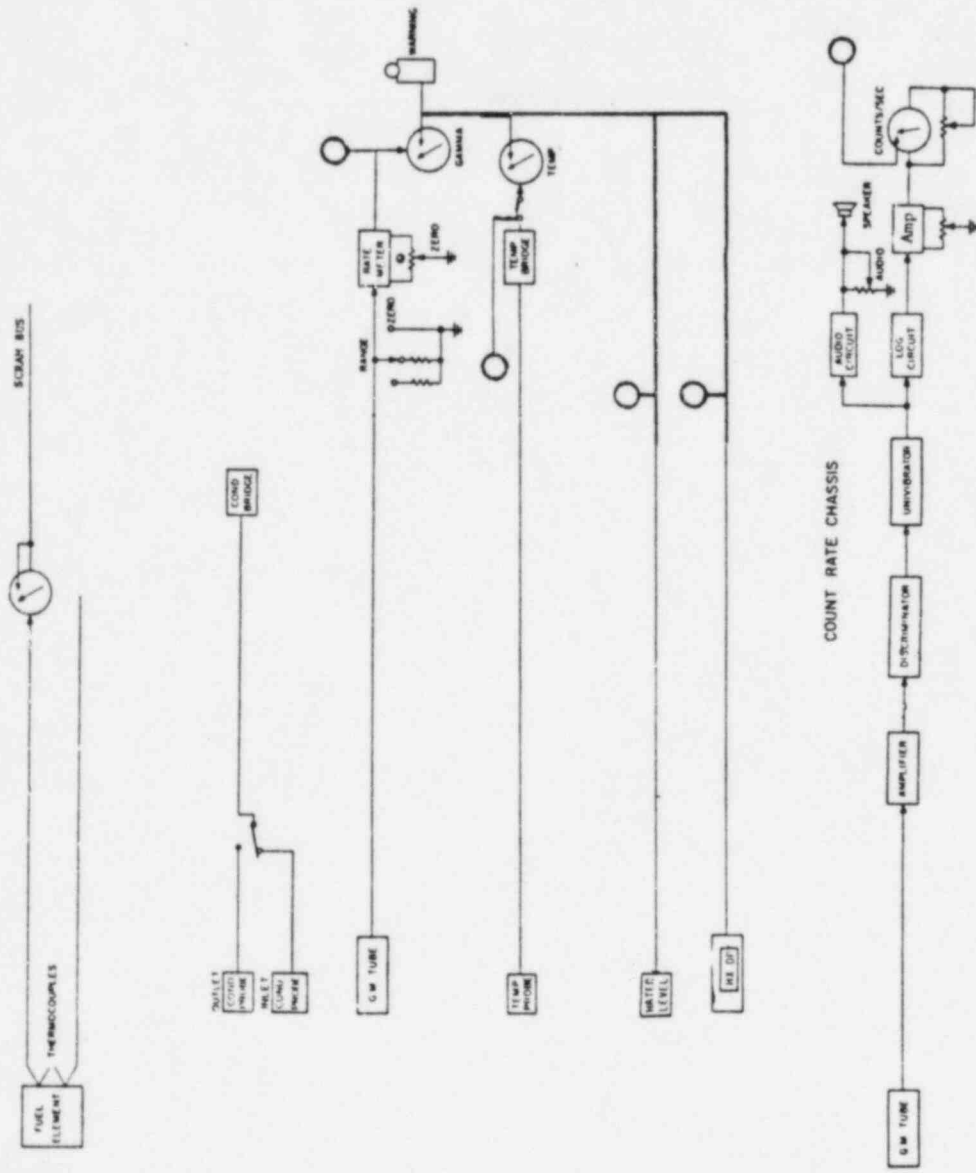 SCRAM BUS
THERMOCOUPLES
FUEL
ELEMENT
COND
BRIDGE
OUTLET
COND
PROBE
INLET
COND
PROBE
WARNING
GAMMA
RATE
METER
ZERO
RANGE
ZERO
G M TUBE
TEMP
TEMP
BRIDGE
TEMP
PROBE
WATER
LEVEL
COUNT RATE CHASSIS
COUNTS/SEC
SPEAKER
AUDIO
AUDIO
CIRCUIT
Amp
LOG
CIRCUIT
UNIVIBRATOR
DISCRIMINATOR
AMPLIFIER
G M TUBE